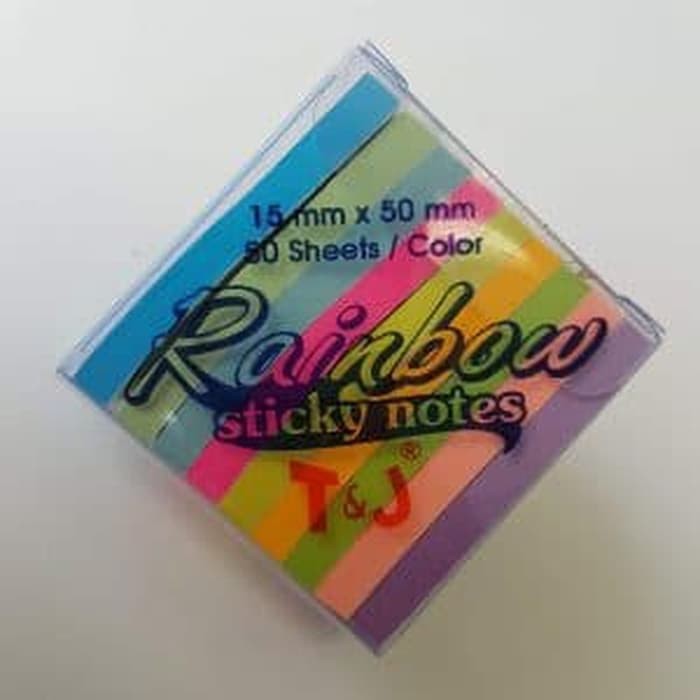 15 mm x 50 mm
50 Sheets / Color
Rainbow
sticky notes
T&J®